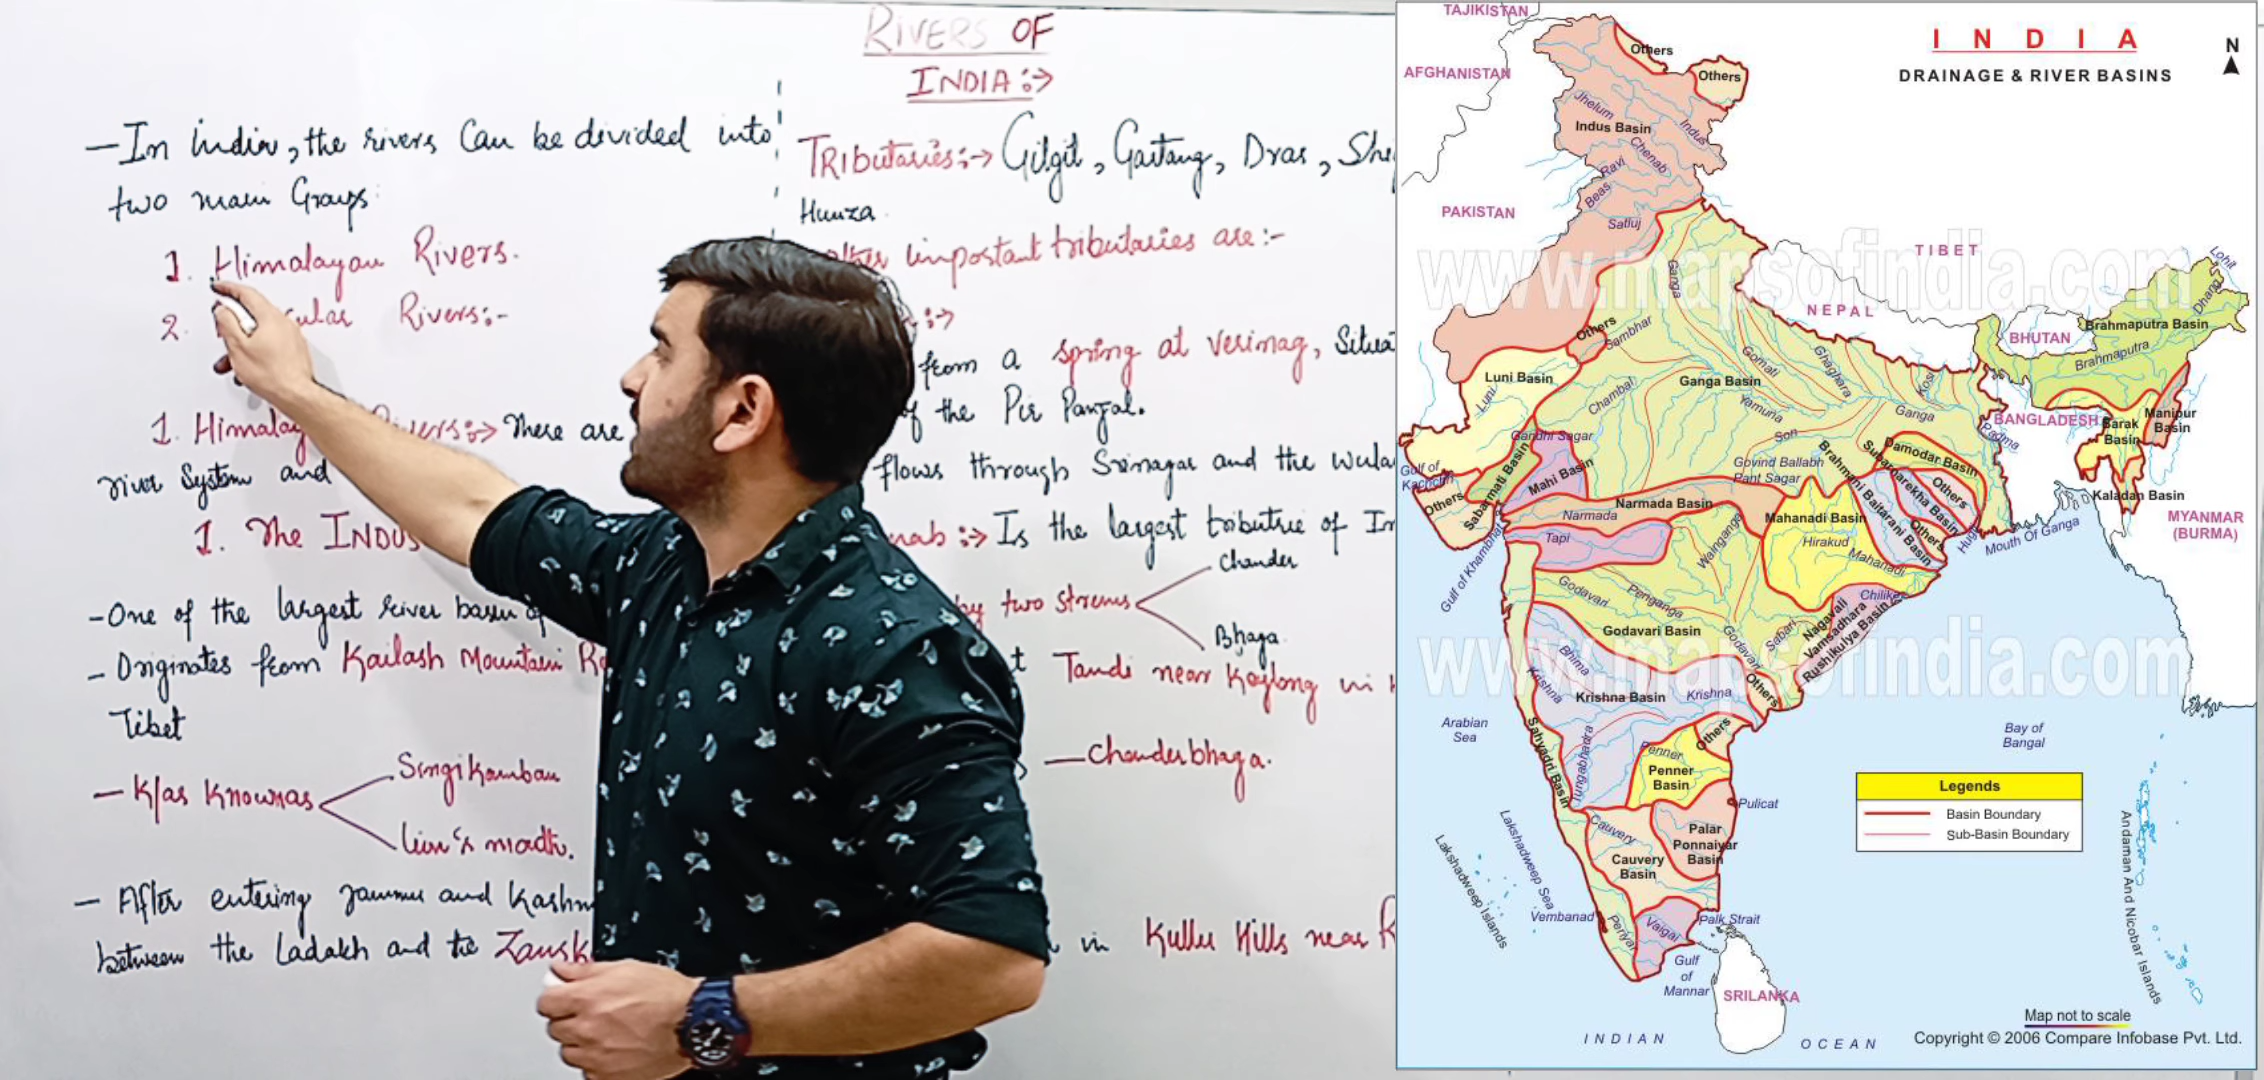 RIVERS OF
INDIA :→
— In India, the rivers Can be divided into
two main Groups
1. Himalayan Rivers.
2. Rivers:-
1. Himalay :→ There are
river System and
1. The INDUS
- One of the largest river basin of
- Originates from Kailash Mountain
Tibet
— K/as Knownas
Singi Kamban
After entering Jammu and Kashm
between the Ladakh and the Zansk
TRibutaries:→ Gilgit, Gartang, Dras,
Hunza
other important tributaries are:-
from a spring at verinag,
of the Pir Panjal.
flows through Srinagar and the
:→ Is the largest tributrie of
by two strems
Chander
Bhaga.
Tandi near Keylong in
— Chanderbhaga.
in Kullu Hills near
INDIA
DRAINAGE & RIVER BASINS
N
TAJIKISTAN
AFGHANISTAN
PAKISTAN
TIBET
NEPAL
BHUTAN
BANGLADESH
MYANMAR
(BURMA)
SRILANKA
Others
Others
Jhelum
Indus Basin
Indus
Chenab
Ravi
Beas
Satluj
www.mapsofindia.com
Ganga
Others
Sambhar
Luni Basin
Luni
Chambal
Ganga Basin
Gomati
Ghaghara
Kosi
Yamuna
Ganga
Son
Lohit
Dhang
Brahmaputra Basin
Brahmaputra
Manipur
Basin
Barak
Basin
Padma
Kaladan Basin
Gandhi Sagar
Gulf of
Kachchh
Others
Sabarmati Basin
Mahi Basin
Govind Ballabh
Pant Sagar
Brahmani Baitarani Basin
Subarnarekha Basin
Damodar Basin
Others
Others
Mouth Of Ganga
Narmada Basin
Narmada
Tapi
Gulf of Khambhat
Wainganga
Mahanadi Basin
Hirakud
Mahanadi
Chilika
Godavari
Penganga
Godavari Basin
Godavari
Sabari
Nagavali
Vamsadhara
Rushikulya Basin
www.mapsofindia.com
Bhima
Krishna
Krishna Basin
Krishna
Others
Others
Tungabhadra
Sahyadri Basin
Penner
Penner
Basin
Pulicat
Palar
Ponnaiyar
Basin
Cauvery
Cauvery
Basin
Vembanad
Periyar
Vaigai
Palk Strait
Gulf
of
Mannar
Arabian
Sea
Bay of
Bangal
Lakshadweep Sea
Lakshadweep Islands
Andaman And Nicobar Islands
Legends
Basin Boundary
Sub-Basin Boundary
Map not to scale
INDIAN OCEAN
Copyright © 2006 Compare Infobase Pvt. Ltd.